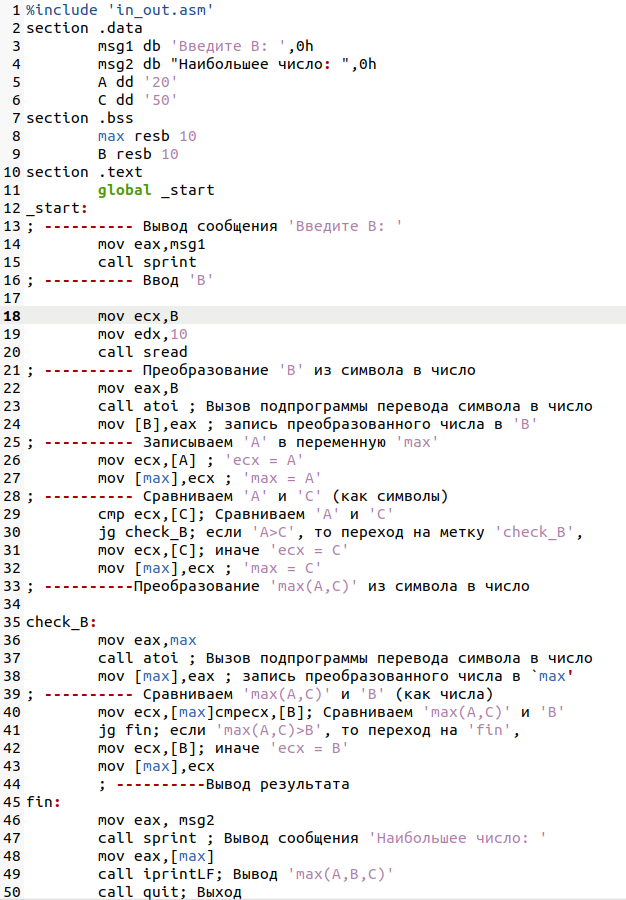 1 %include 'in_out.asm'
2 section .data
3 msg1 db 'Введите B: ',0h
4 msg2 db "Наибольшее число: ",0h
5 A dd '20'
6 C dd '50'
7 section .bss
8 max resb 10
9 B resb 10
10 section .text
11 global _start
12 _start:
13 ; ---------- Вывод сообщения 'Введите B: '
14 mov eax,msg1
15 call sprint
16 ; ---------- Ввод 'B'
17
18 mov ecx,B
19 mov edx,10
20 call sread
21 ; ---------- Преобразование 'B' из символа в число
22 mov eax,B
23 call atoi ; Вызов подпрограммы перевода символа в число
24 mov [B],eax ; запись преобразованного числа в 'B'
25 ; ---------- Записываем 'A' в переменную 'max'
26 mov ecx,[A] ; 'ecx = A'
27 mov [max],ecx ; 'max = A'
28 ; ---------- Сравниваем 'A' и 'C' (как символы)
29 cmp ecx,[C]; Сравниваем 'A' и 'C'
30 jg check_B; если 'A>C', то переход на метку 'check_B',
31 mov ecx,[C]; иначе 'ecx = C'
32 mov [max],ecx ; 'max = C'
33 ; ----------Преобразование 'max(A,C)' из символа в число
34
35 check_B:
36 mov eax,max
37 call atoi ; Вызов подпрограммы перевода символа в число
38 mov [max],eax ; запись преобразованного числа в `max'
39 ; ---------- Сравниваем 'max(A,C)' и 'B' (как числа)
40 mov ecx,[max]cmpecx,[B]; Сравниваем 'max(A,C)' и 'B'
41 jg fin; если 'max(A,C)>B', то переход на 'fin',
42 mov ecx,[B]; иначе 'ecx = B'
43 mov [max],ecx
44 ; ----------Вывод результата
45 fin:
46 mov eax, msg2
47 call sprint ; Вывод сообщения 'Наибольшее число: '
48 mov eax,[max]
49 call iprintLF; Вывод 'max(A,B,C)'
50 call quit; Выход